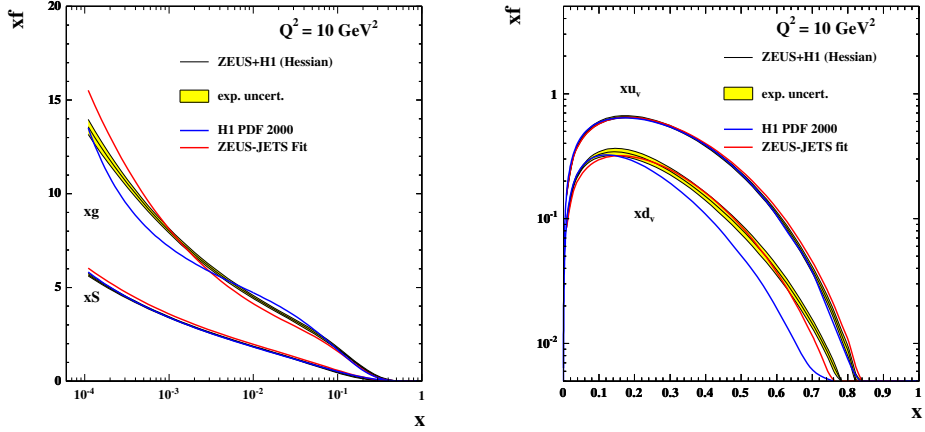 xf
20
Q² = 10 GeV²
ZEUS+H1 (Hessian)
exp. uncert.
H1 PDF 2000
ZEUS-JETS Fit
15
10
xg
5
xS
0
10⁻⁴ 10⁻³ 10⁻² 10⁻¹ 1
x
xf
Q² = 10 GeV²
ZEUS+H1 (Hessian)
1
xuᵥ
exp. uncert.
H1 PDF 2000
ZEUS-JETS fit
10⁻¹
xdᵥ
10⁻²
0 0.1 0.2 0.3 0.4 0.5 0.6 0.7 0.8 0.9 1
x